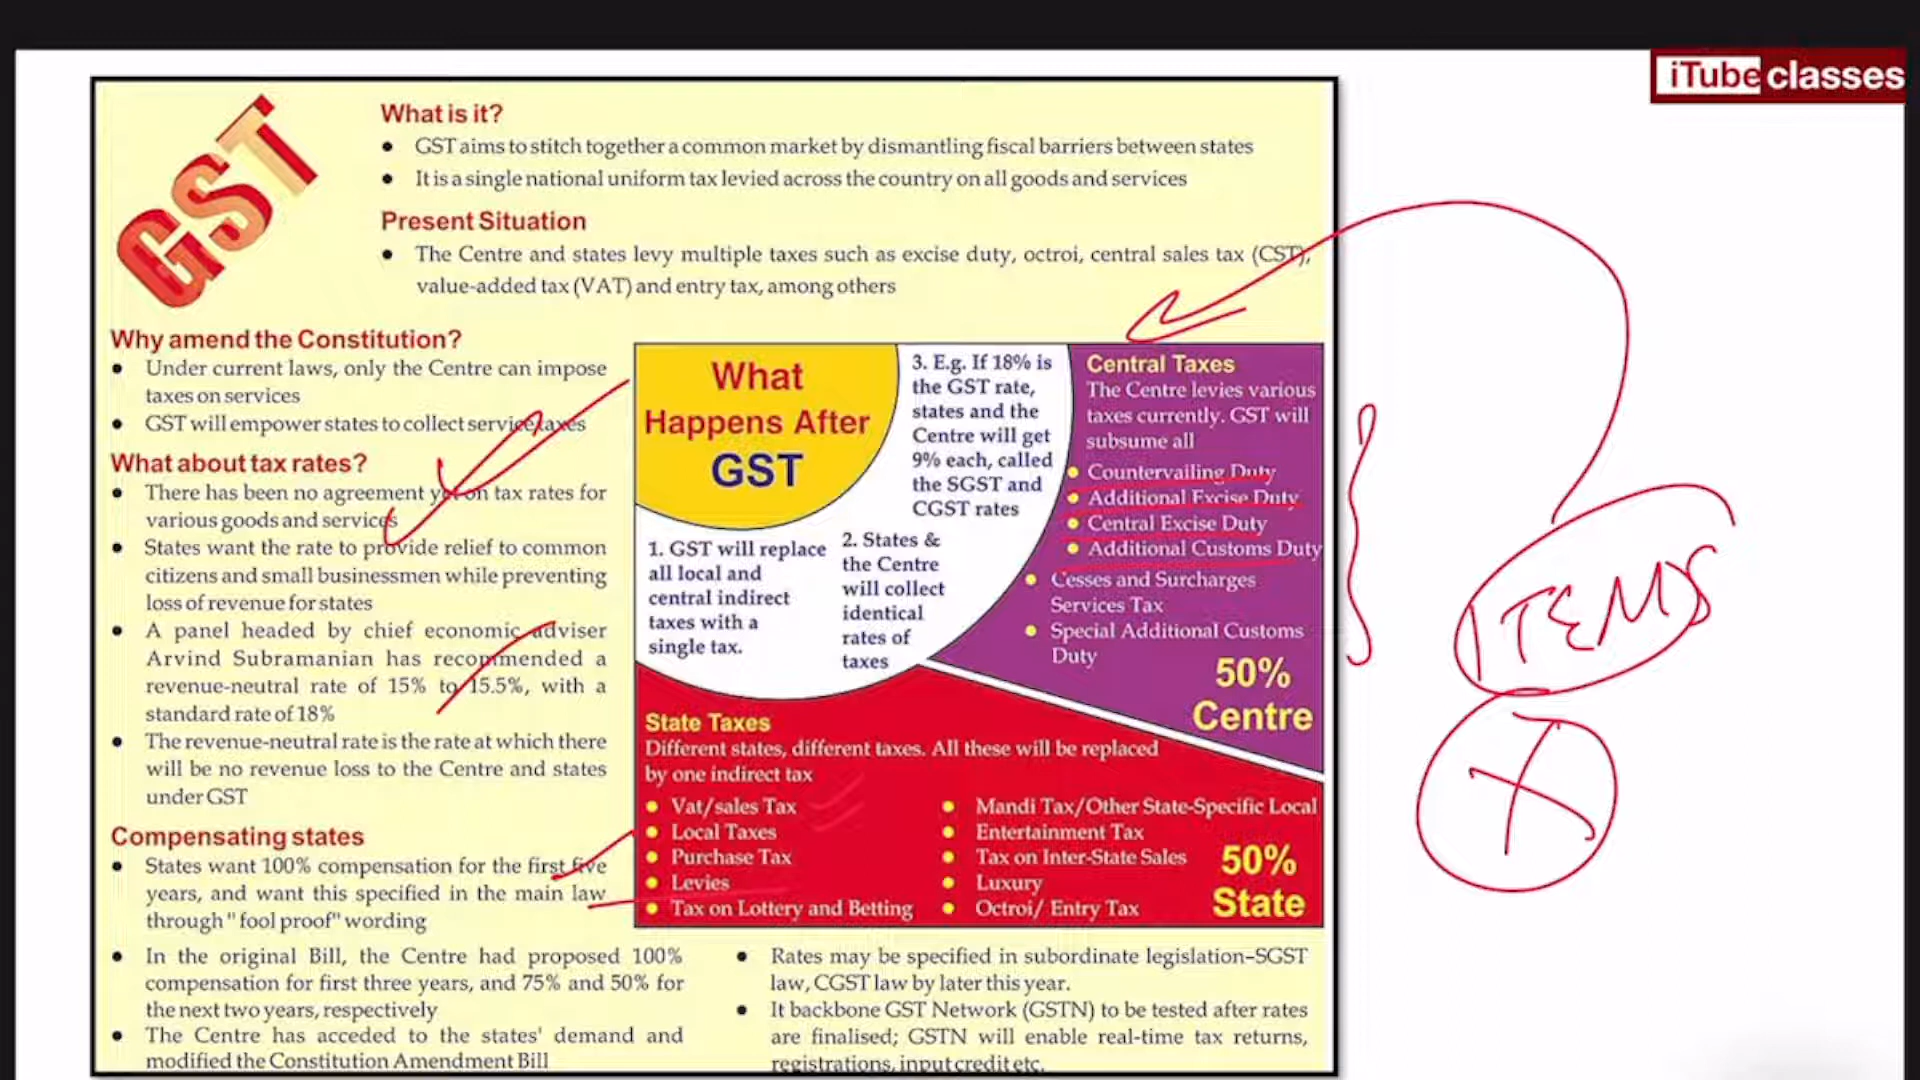 iTube classes
GST
What is it?
● GST aims to stitch together a common market by dismantling fiscal barriers between states
● It is a single national uniform tax levied across the country on all goods and services
Present Situation
● The Centre and states levy multiple taxes such as excise duty, octroi, central sales tax (CST),
value-added tax (VAT) and entry tax, among others
Why amend the Constitution?
● Under current laws, only the Centre can impose
taxes on services
● GST will empower states to collect service taxes
What about tax rates?
● There has been no agreement yet on tax rates for
various goods and services
● States want the rate to provide relief to common
citizens and small businessmen while preventing
loss of revenue for states
● A panel headed by chief economic adviser
Arvind Subramanian has recommended a
revenue-neutral rate of 15% to 15.5%, with a
standard rate of 18%
● The revenue-neutral rate is the rate at which there
will be no revenue loss to the Centre and states
under GST
Compensating states
● States want 100% compensation for the first five
years, and want this specified in the main law
through "fool proof" wording
● In the original Bill, the Centre had proposed 100%
compensation for first three years, and 75% and 50% for
the next two years, respectively
● The Centre has acceded to the states' demand and
modified the Constitution Amendment Bill
What
Happens After
GST
1. GST will replace
all local and
central indirect
taxes with a
single tax.
2. States &
the Centre
will collect
identical
rates of
taxes
3. E.g. If 18% is
the GST rate,
states and the
Centre will get
9% each, called
the SGST and
CGST rates
Central Taxes
The Centre levies various
taxes currently. GST will
subsume all
● Countervailing Duty
● Additional Excise Duty
● Central Excise Duty
● Additional Customs Duty
● Cesses and Surcharges
Services Tax
● Special Additional Customs
Duty
50%
Centre
State Taxes
Different states, different taxes. All these will be replaced
by one indirect tax
● Vat/sales Tax
● Local Taxes
● Purchase Tax
● Levies
● Tax on Lottery and Betting
● Mandi Tax/Other State-Specific Local
● Entertainment Tax
● Tax on Inter-State Sales
● Luxury
● Octroi/ Entry Tax
50%
State
● Rates may be specified in subordinate legislation–SGST
law, CGST law by later this year.
● It backbone GST Network (GSTN) to be tested after rates
are finalised; GSTN will enable real-time tax returns,
registrations, input credit etc.
ITEMS